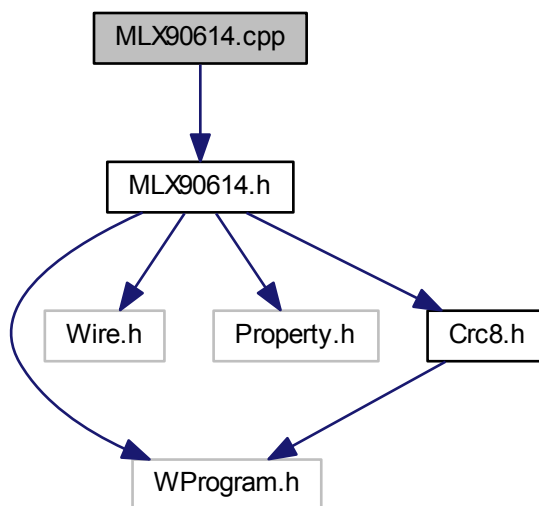 MLX90614.cpp
MLX90614.h
Wire.h
Property.h
Crc8.h
WProgram.h